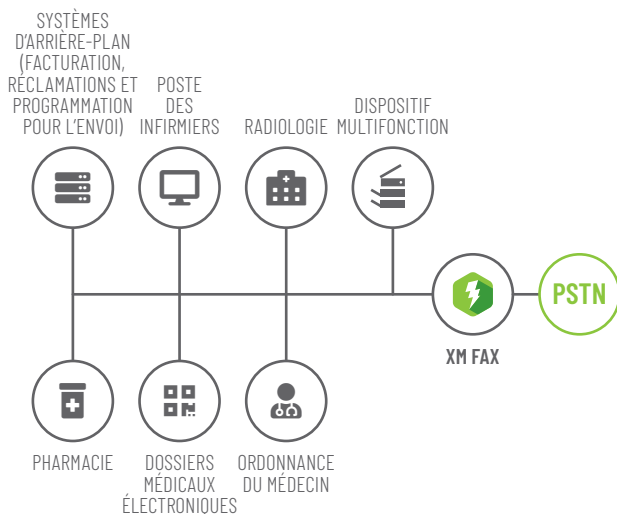 SYSTÈMES
D'ARRIÈRE-PLAN
(FACTURATION,
RÉCLAMATIONS ET
PROGRAMMATION
POUR L'ENVOI)
POSTE
DES
INFIRMIERS
RADIOLOGIE
DISPOSITIF
MULTIFONCTION
XM FAX
PSTN
PHARMACIE
DOSSIERS
MÉDICAUX
ÉLECTRONIQUES
ORDONNANCE
DU MÉDECIN